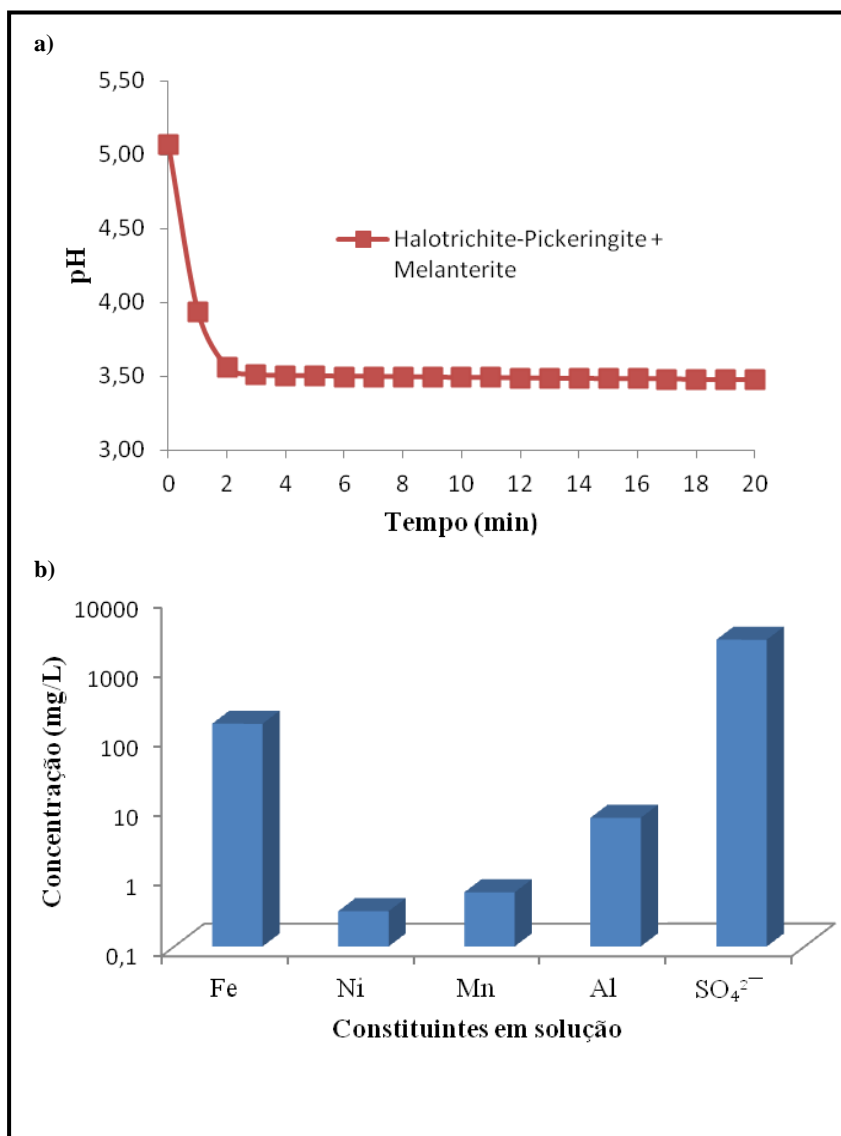 a)
5,50
5,00
4,50
4,00
3,50
3,00
pH
Halotrichite-Pickeringite +
Melanterite
0 2 4 6 8 10 12 14 16 18 20
Tempo (min)
b)
10000
1000
100
10
1
0,1
Concentração (mg/L)
Fe Ni Mn Al SO₄²⁻
Constituintes em solução